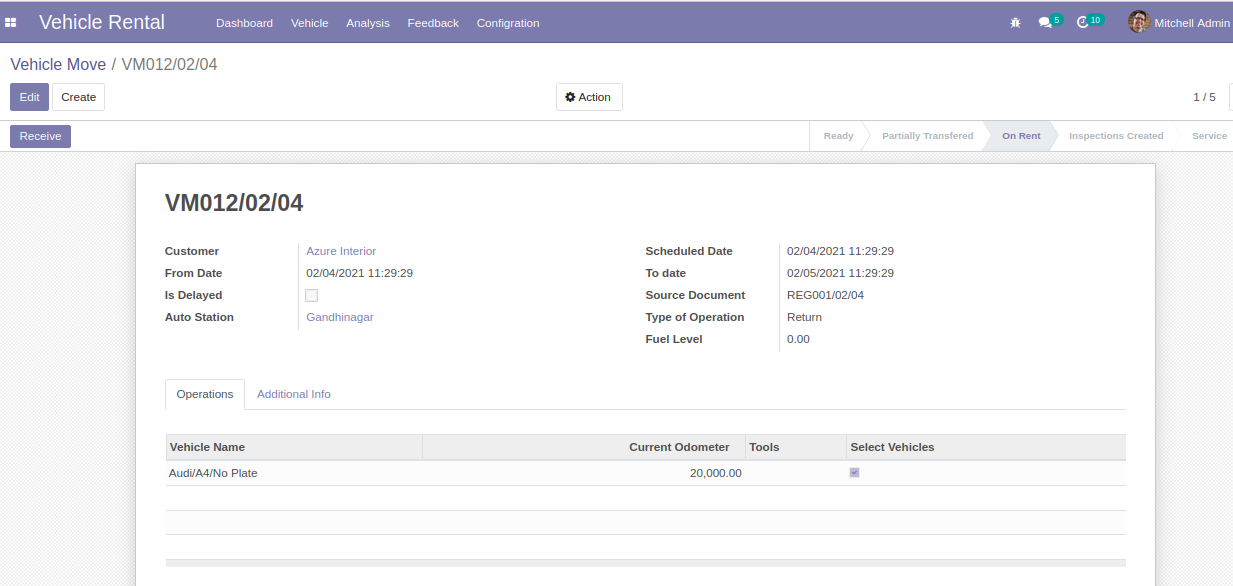 Vehicle Rental Dashboard Vehicle Analysis Feedback Configration 5 10 Mitchell Admin
Vehicle Move / VM012/02/04
Edit Create Action 1 / 5
Receive Ready Partially Transfered On Rent Inspections Created Service
VM012/02/04
Customer Azure Interior Scheduled Date 02/04/2021 11:29:29
From Date 02/04/2021 11:29:29 To date 02/05/2021 11:29:29
Is Delayed Source Document REG001/02/04
Auto Station Gandhinagar Type of Operation Return
Fuel Level 0.00
Operations Additional Info
Vehicle Name Current Odometer Tools Select Vehicles
Audi/A4/No Plate 20,000.00